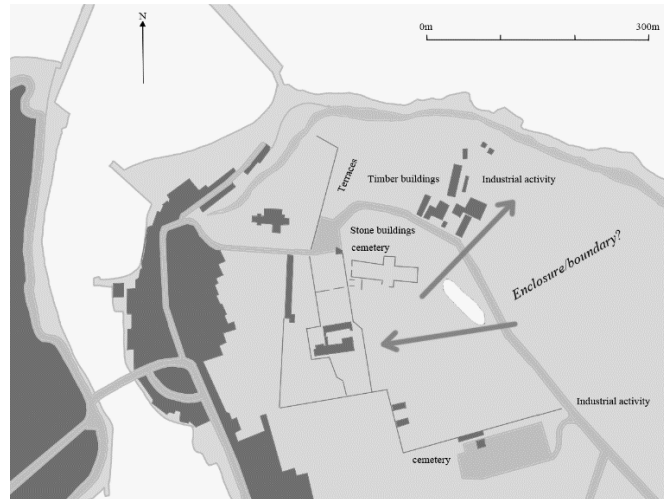 N
0m 300m
Terraces
Timber buildings
Industrial activity
Stone buildings
cemetery
Enclosure/boundary?
Industrial activity
cemetery